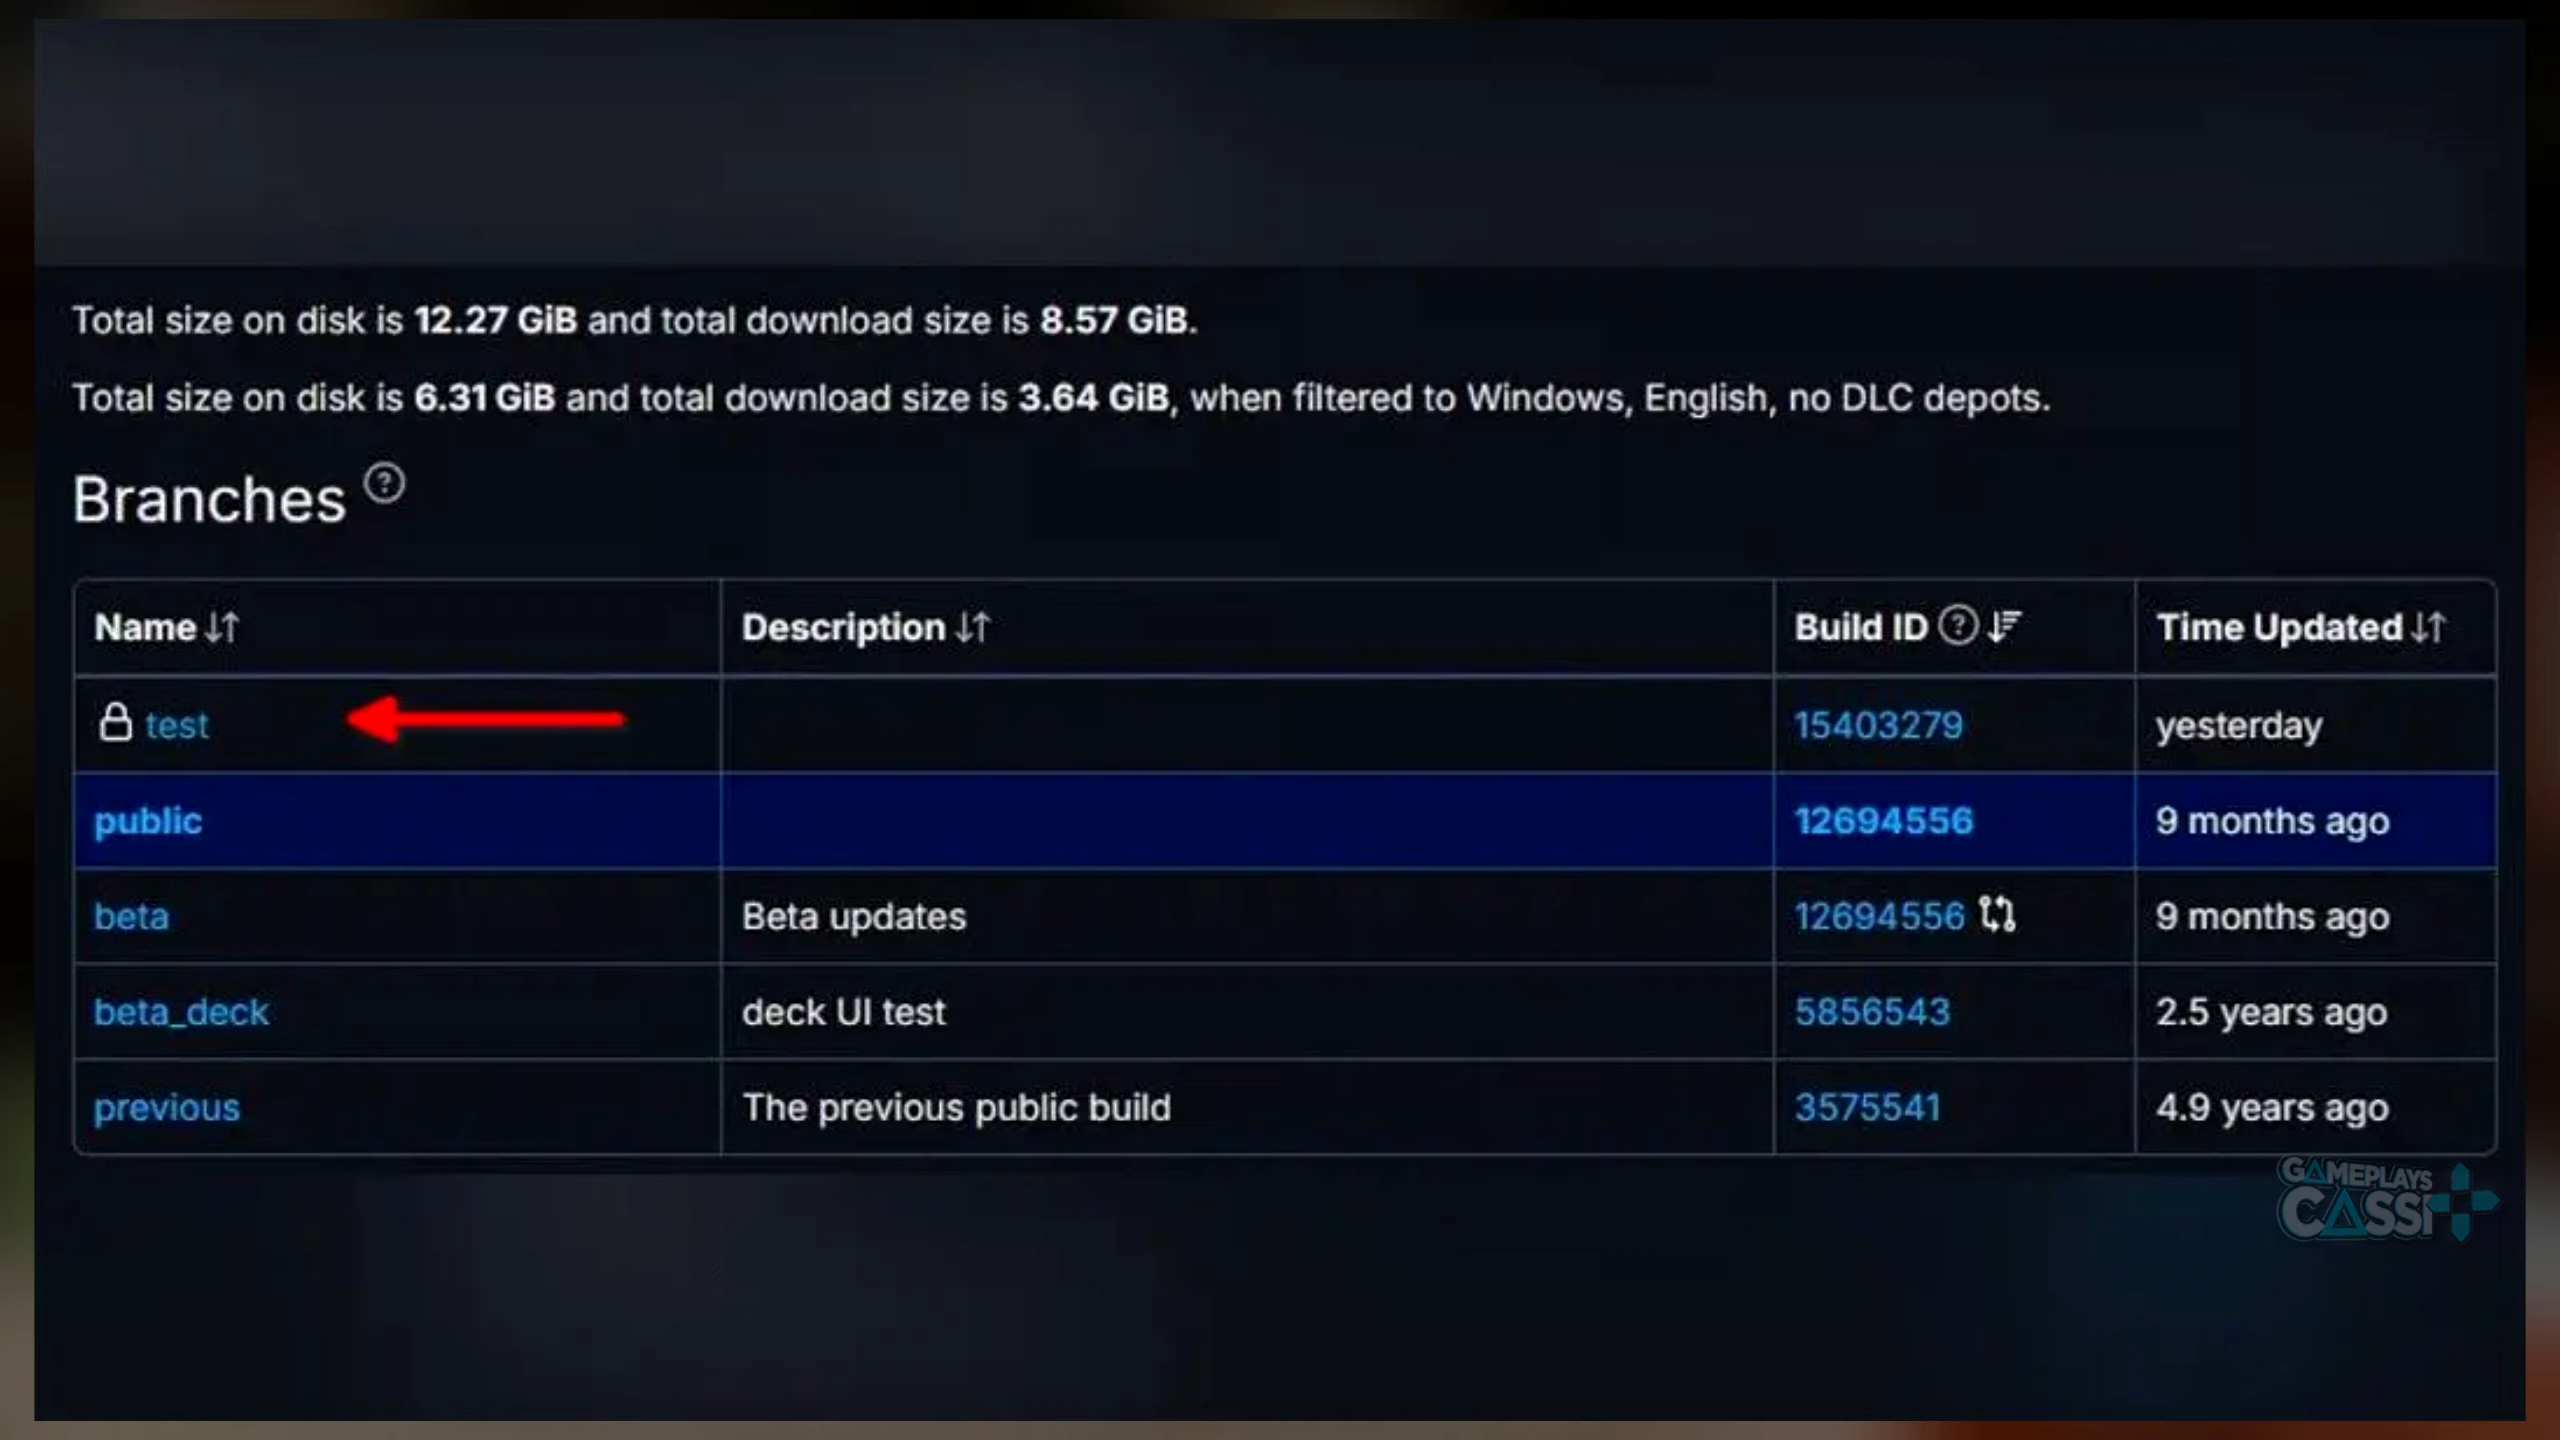 Total size on disk is 12.27 GiB and total download size is 8.57 GiB.
Total size on disk is 6.31 GiB and total download size is 3.64 GiB, when filtered to Windows, English, no DLC depots.
Branches
Name Description Build ID Time Updated
test 15403279 yesterday
public 12694556 9 months ago
beta Beta updates 12694556 9 months ago
beta_deck deck UI test 5856543 2.5 years ago
previous The previous public build 3575541 4.9 years ago
GAMEPLAYS
CASSI